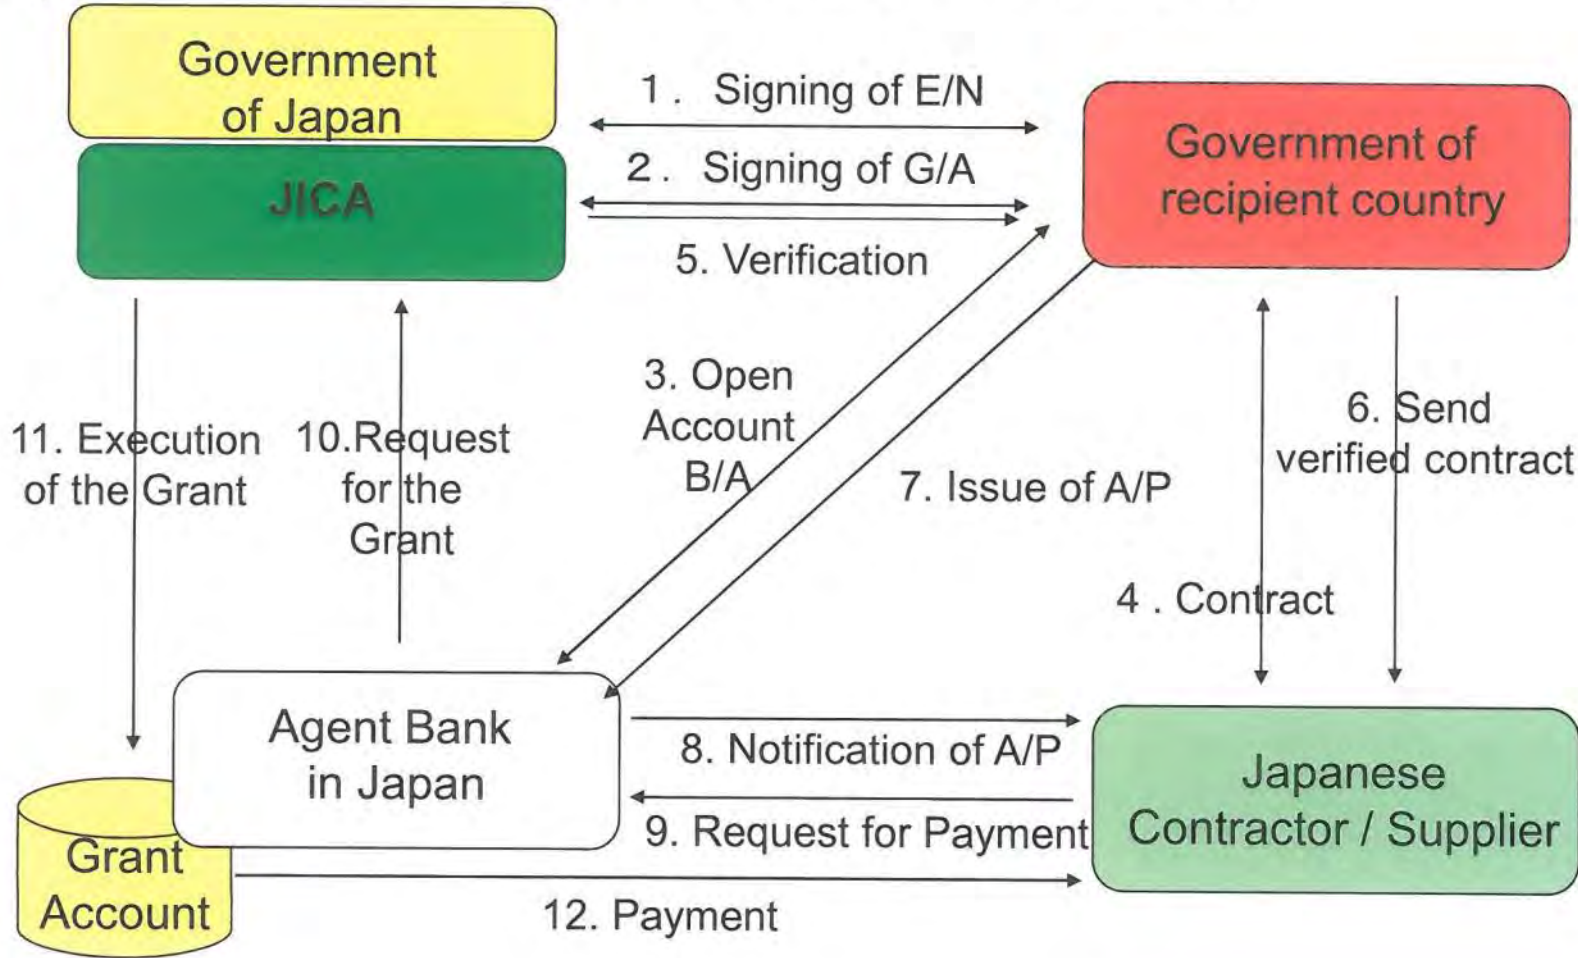 Government
of Japan
JICA
1. Signing of E/N
2. Signing of G/A
5. Verification
Government of
recipient country
3. Open
Account
B/A
7. Issue of A/P
6. Send
verified contract
4 . Contract
11. Execution
of the Grant
10.Request
for the
Grant
Agent Bank
in Japan
8. Notification of A/P
9. Request for Payment
Japanese
Contractor / Supplier
Grant
Account
12. Payment